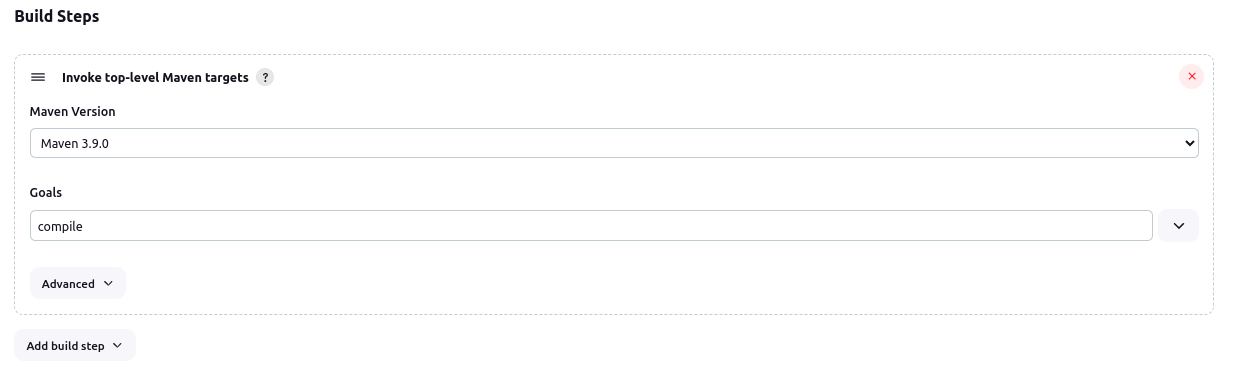 Build Steps
Invoke top-level Maven targets ?
Maven Version
Maven 3.9.0
Goals
compile
Advanced
Add build step